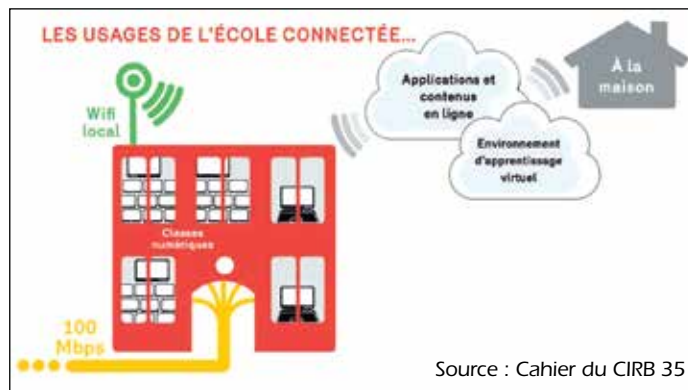 LES USAGES DE L'ÉCOLE CONNECTÉE...
Wifi
local
Applications et
contenus
en ligne
À la
maison
Environnement
d'apprentissage
virtuel
Classes
numériques
100
Mbps
Source : Cahier du CIRB 35